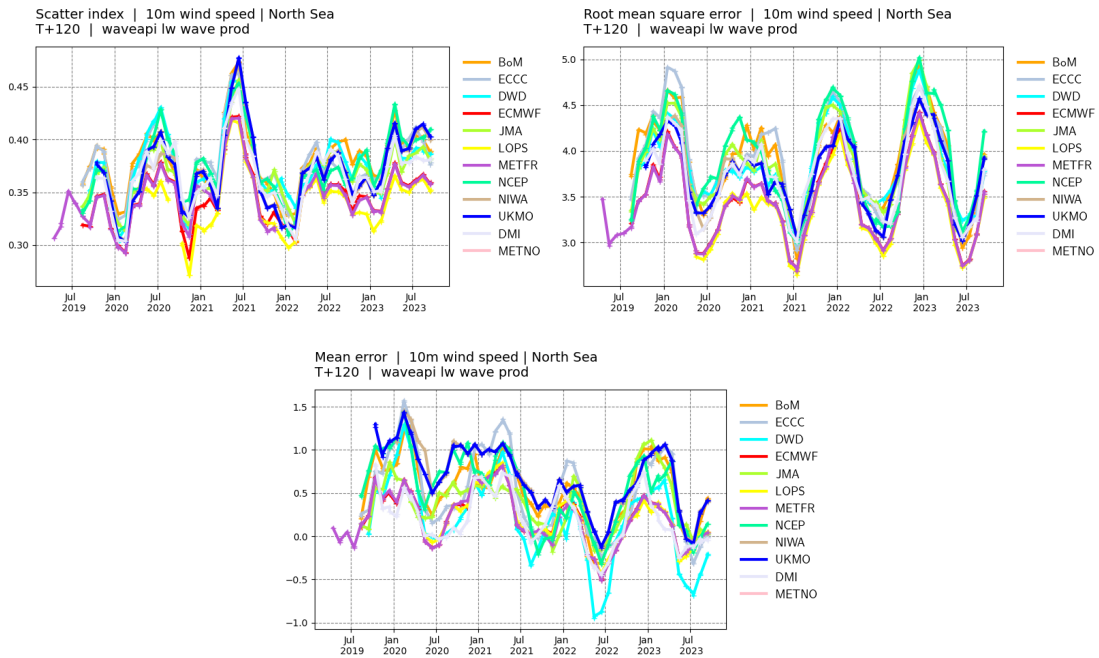 Scatter index | 10m wind speed | North Sea
T+120 | waveapi lw wave prod
0.45
0.40
0.35
0.30
Jul 2019
Jan 2020
Jul 2020
Jan 2021
Jul 2021
Jan 2022
Jul 2022
Jan 2023
Jul 2023
BoM
ECCC
DWD
ECMWF
JMA
LOPS
METFR
NCEP
NIWA
UKMO
DMI
METNO
Root mean square error | 10m wind speed | North Sea
T+120 | waveapi lw wave prod
5.0
4.5
4.0
3.5
3.0
Jul 2019
Jan 2020
Jul 2020
Jan 2021
Jul 2021
Jan 2022
Jul 2022
Jan 2023
Jul 2023
BoM
ECCC
DWD
ECMWF
JMA
LOPS
METFR
NCEP
NIWA
UKMO
DMI
METNO
Mean error | 10m wind speed | North Sea
T+120 | waveapi lw wave prod
1.5
1.0
0.5
0.0
−0.5
−1.0
Jul 2019
Jan 2020
Jul 2020
Jan 2021
Jul 2021
Jan 2022
Jul 2022
Jan 2023
Jul 2023
BoM
ECCC
DWD
ECMWF
JMA
LOPS
METFR
NCEP
NIWA
UKMO
DMI
METNO